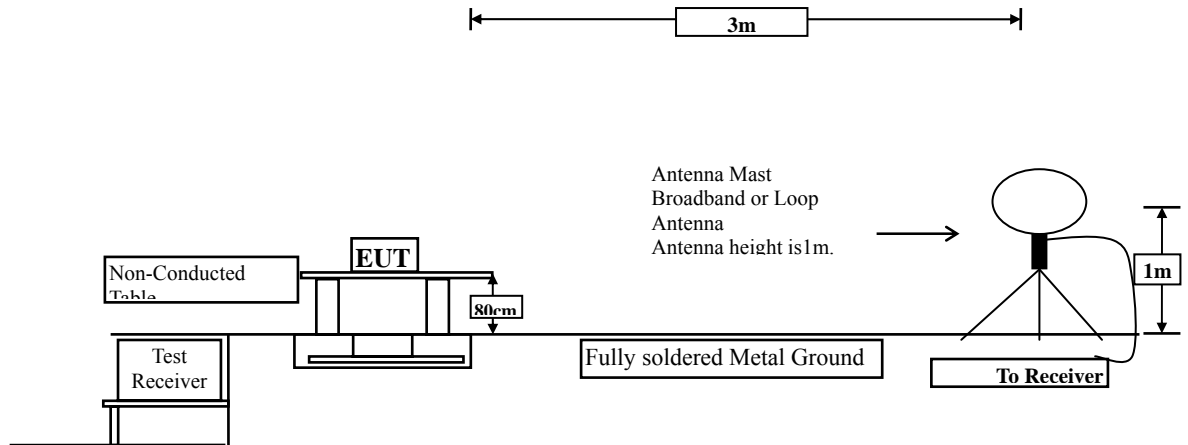 3m
Antenna Mast
Broadband or Loop
Antenna
Antenna height is1m.
EUT
Non-Conducted
Table
80cm
1m
Test
Receiver
Fully soldered Metal Ground
To Receiver